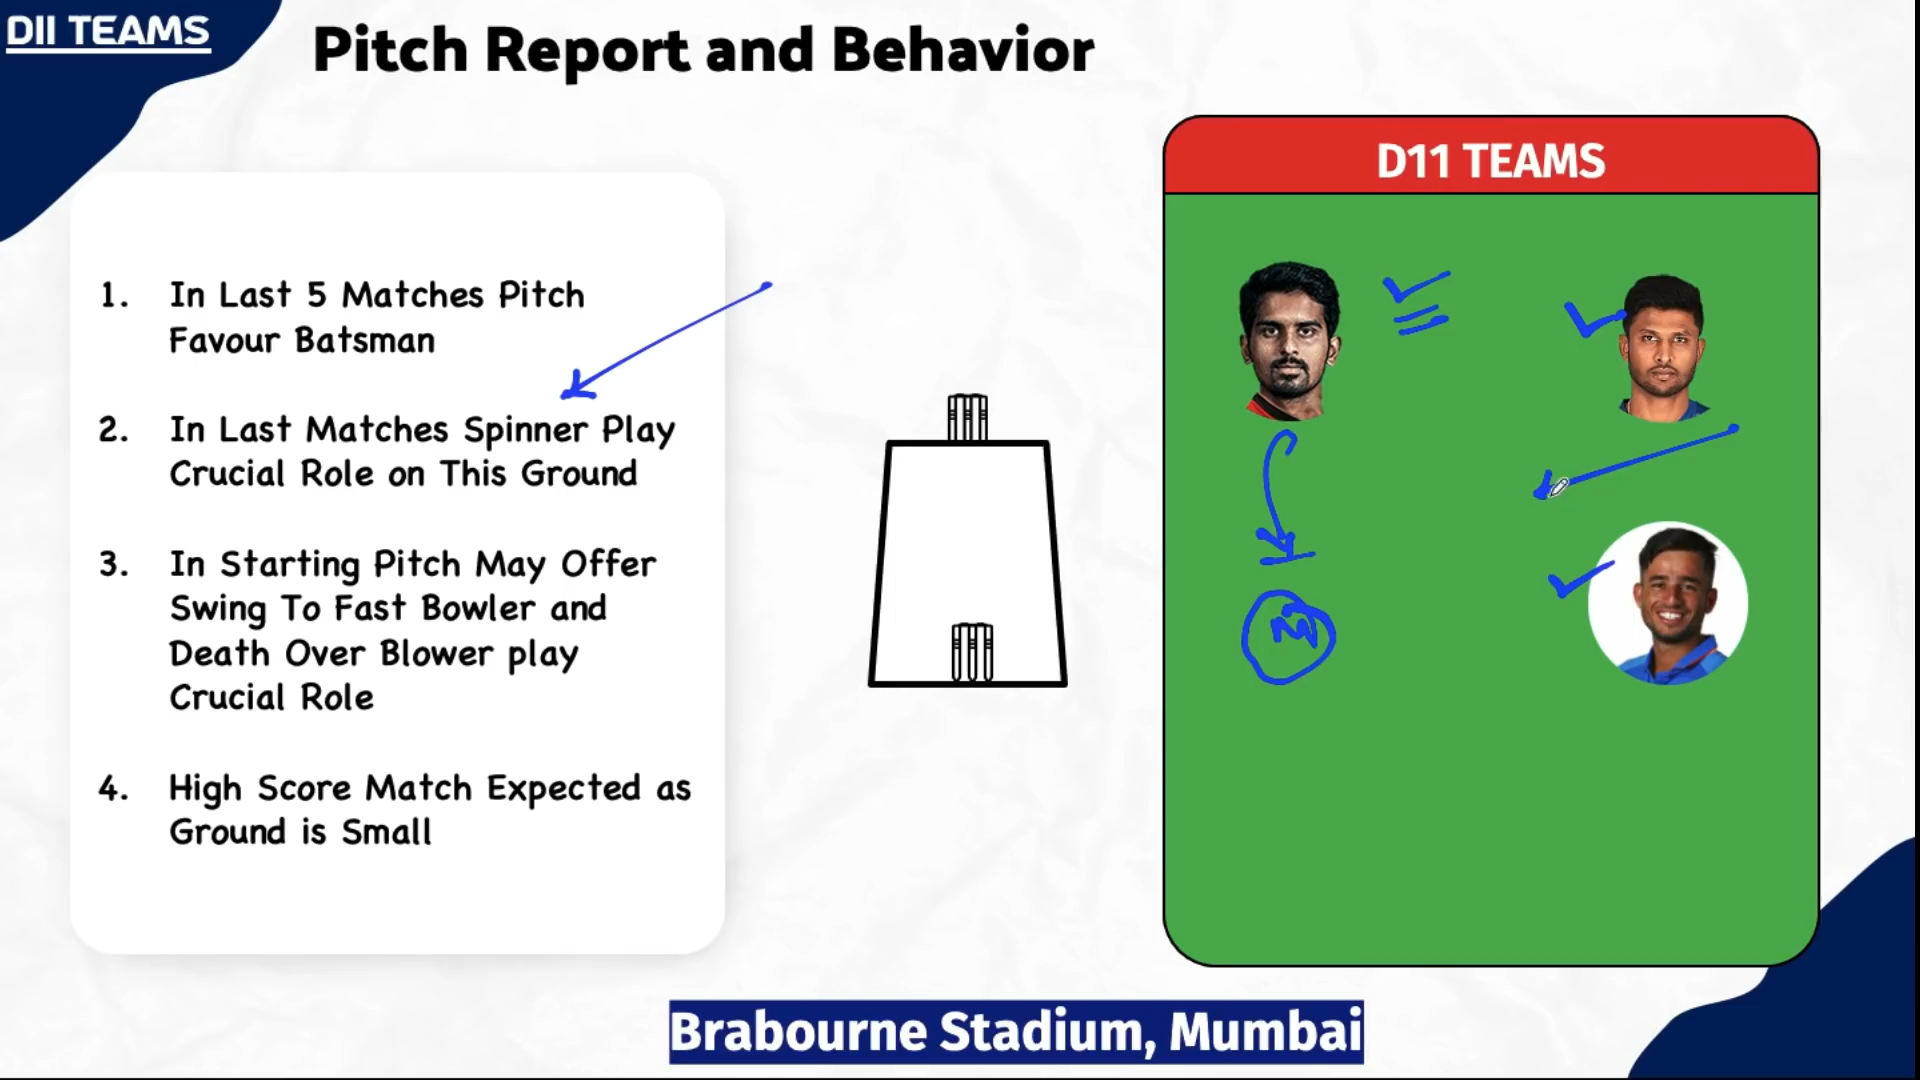 DII TEAMS
Pitch Report and Behavior
1. In Last 5 Matches Pitch
Favour Batsman
2. In Last Matches Spinner Play
Crucial Role on This Ground
3. In Starting Pitch May Offer
Swing To Fast Bowler and
Death Over Blower play
Crucial Role
4. High Score Match Expected as
Ground is Small
D11 TEAMS
Brabourne Stadium, Mumbai